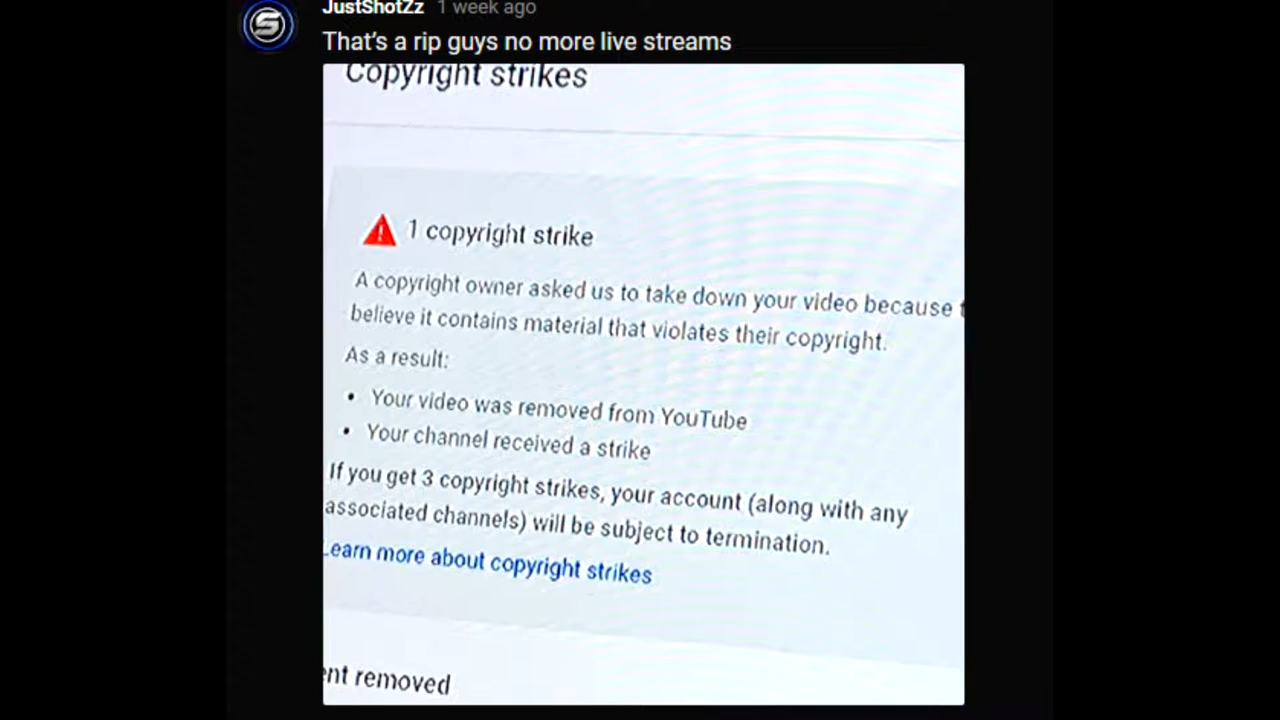 JustShotZz 1 week ago
That's a rip guys no more live streams
Copyright strikes
1 copyright strike
A copyright owner asked us to take down your video because
believe it contains material that violates their copyright.
As a result:
• Your video was removed from YouTube
• Your channel received a strike
If you get 3 copyright strikes, your account (along with any
associated channels) will be subject to termination.
Learn more about copyright strikes
ent removed